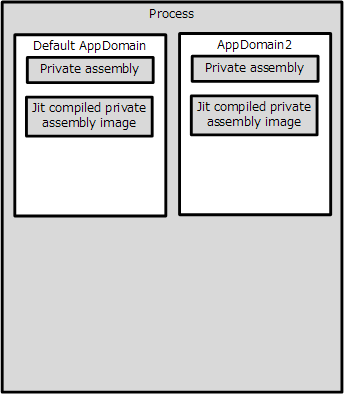 Process
Default AppDomain
AppDomain2
Private assembly
Private assembly
Jit compiled private
assembly image
Jit compiled private
assembly image